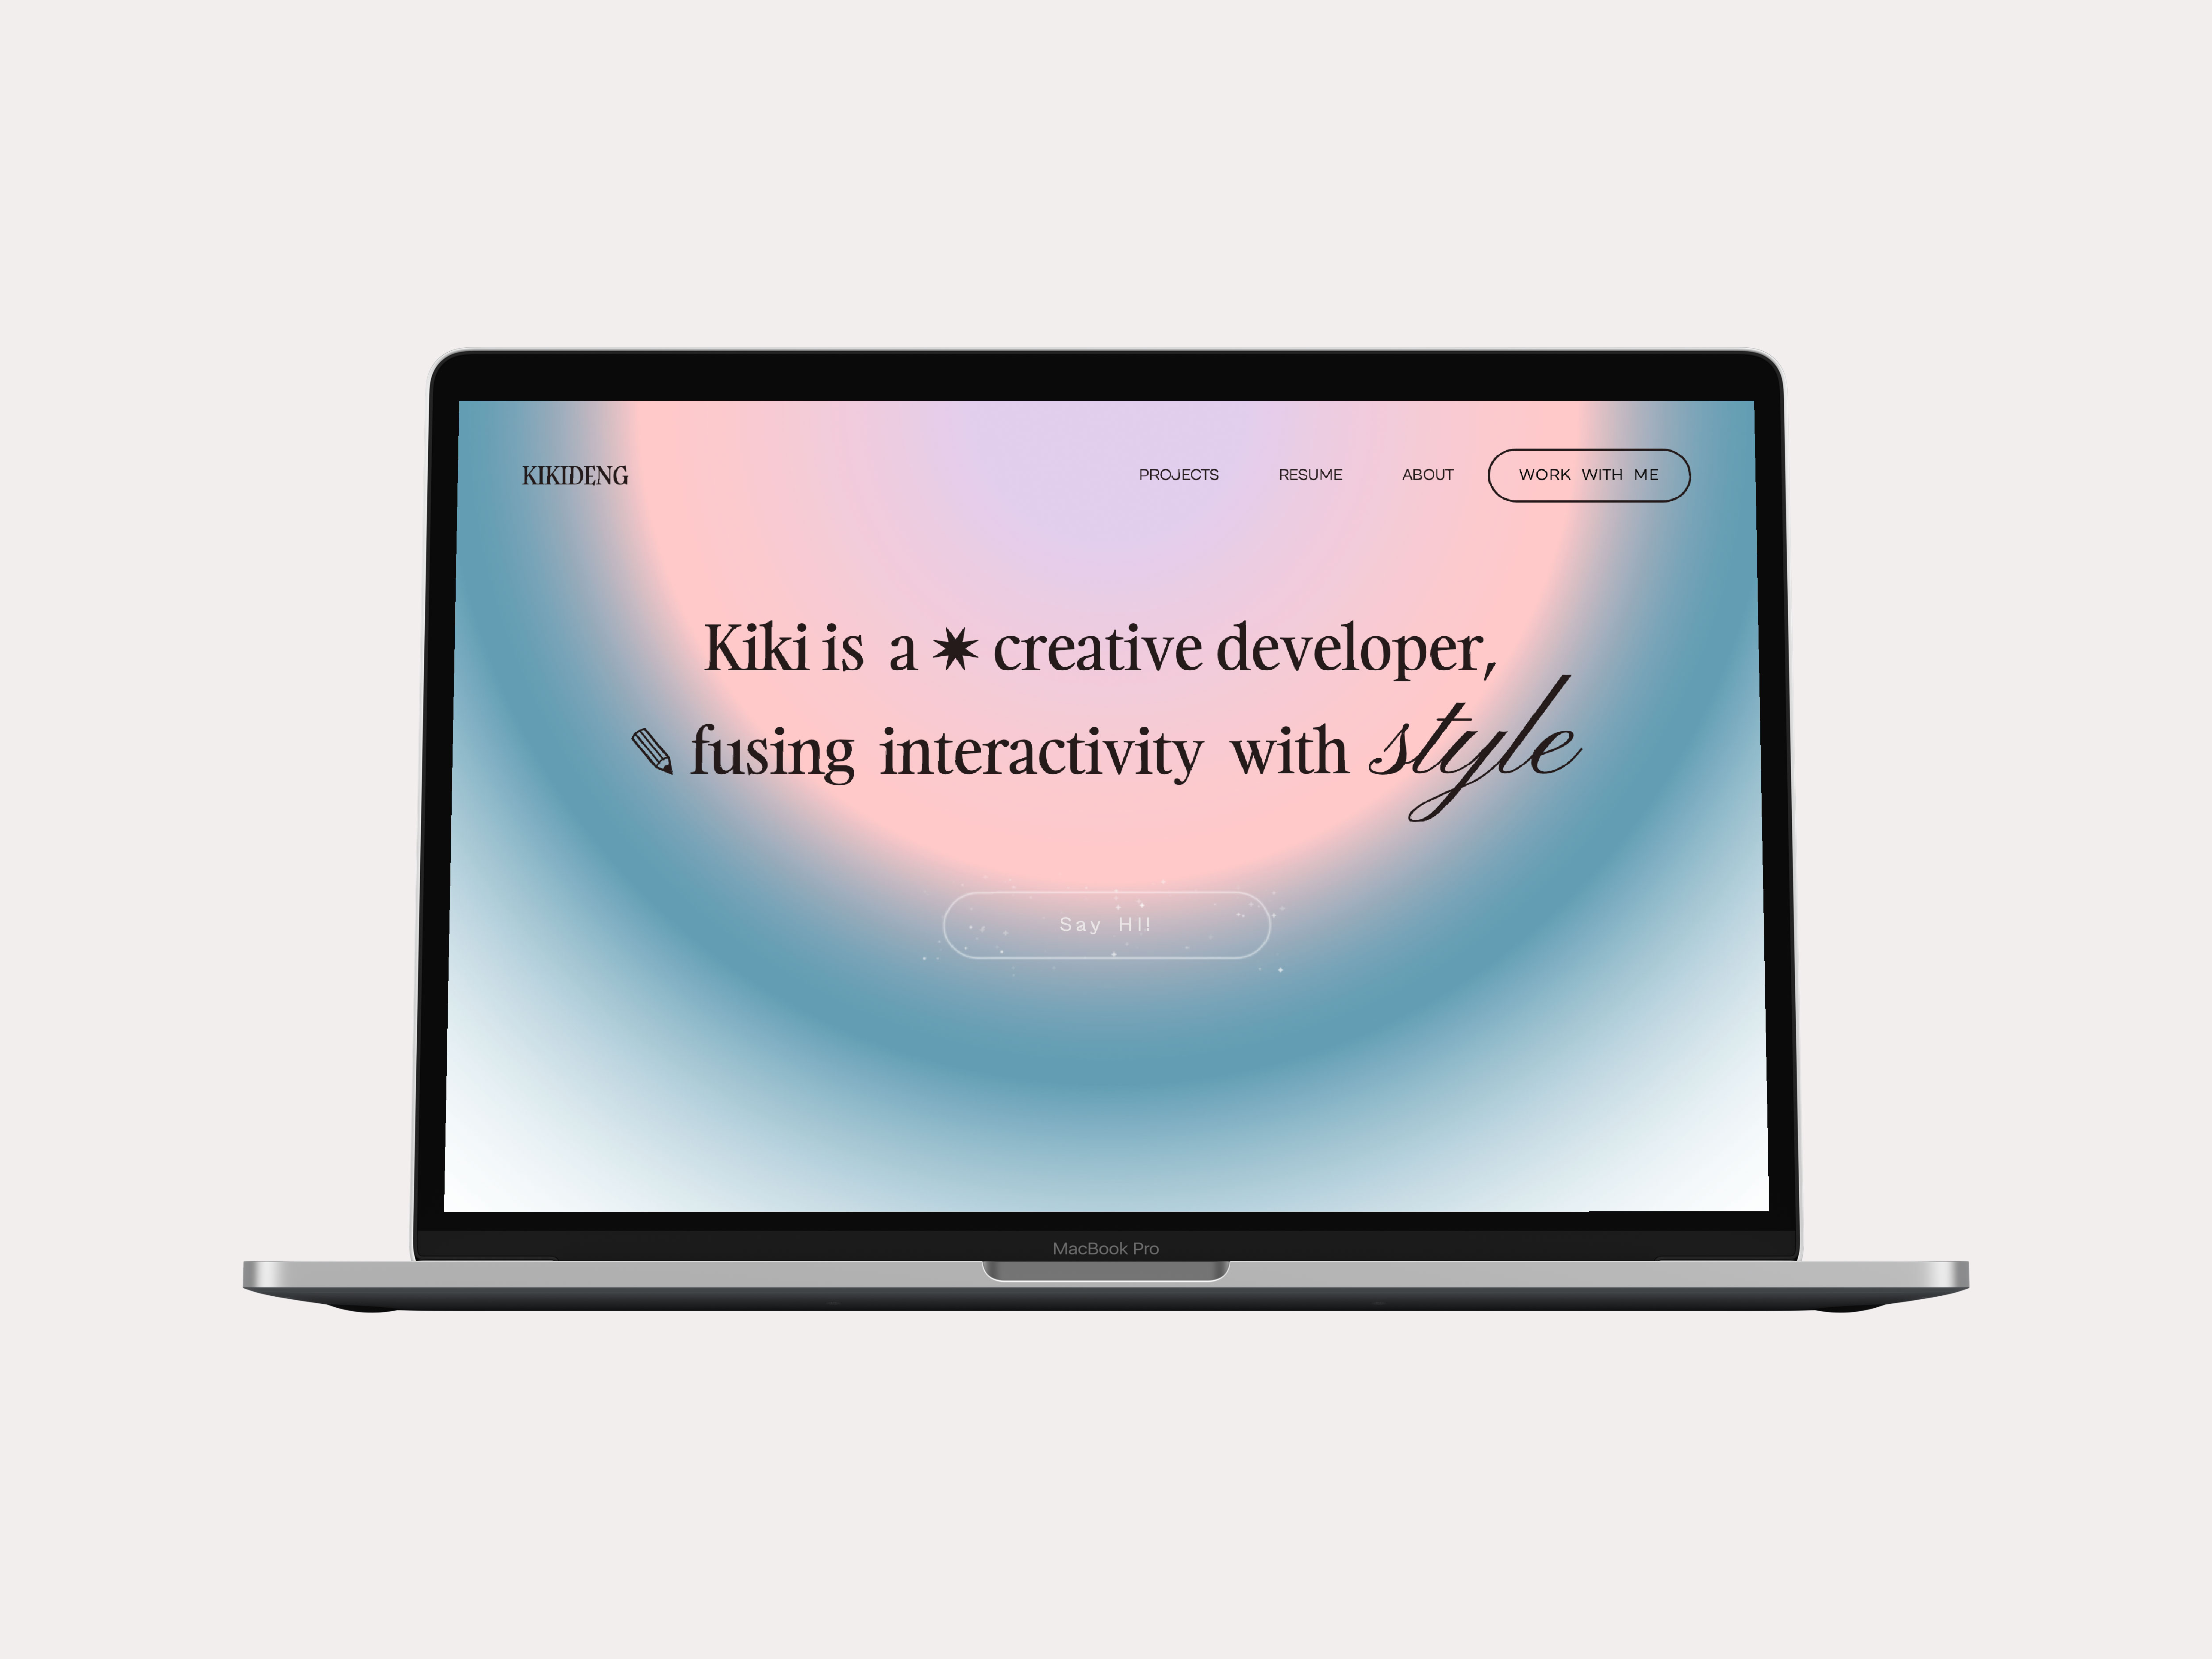 KIKIDENG
PROJECTS RESUME ABOUT WORK WITH ME
Kiki is a ✷ creative developer,
✎ fusing interactivity with style
Say HI!
MacBook Pro